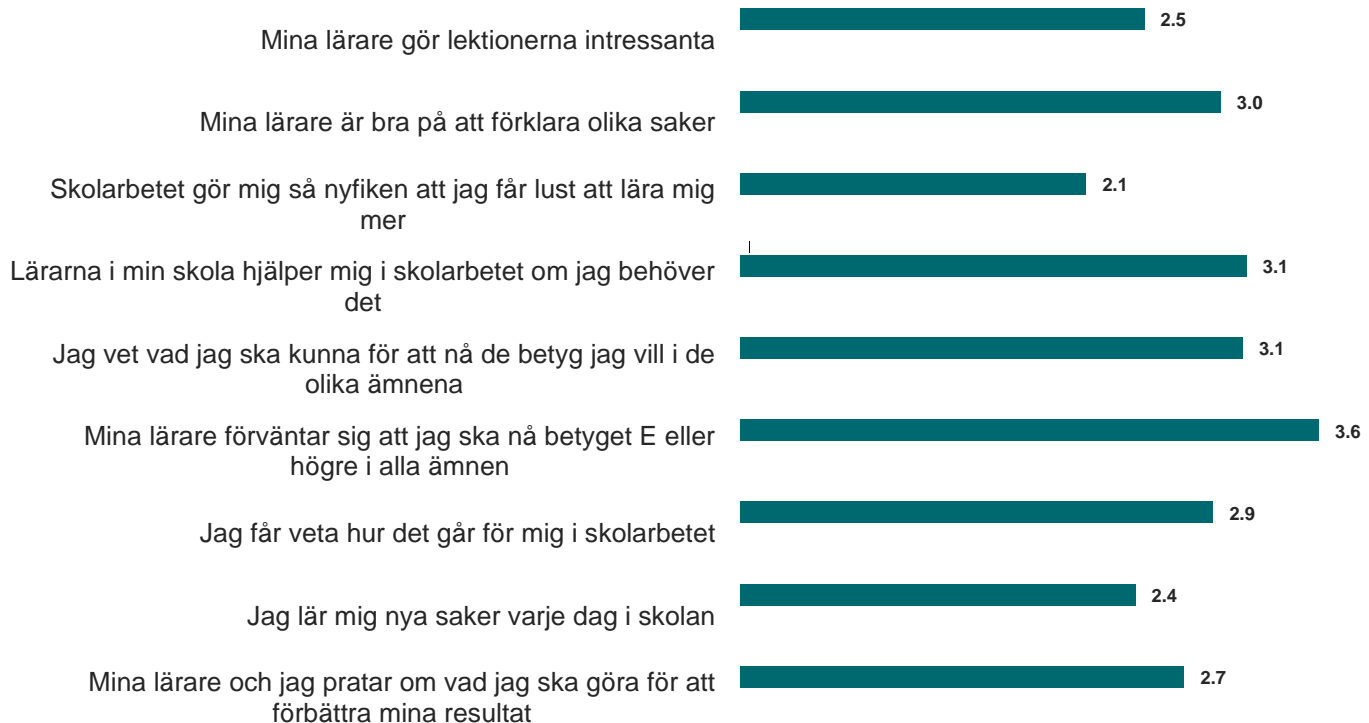 Mina lärare gör lektionerna intressanta
2.5
Mina lärare är bra på att förklara olika saker
3.0
Skolarbetet gör mig så nyfiken att jag får lust att lära mig
mer
2.1
Lärarna i min skola hjälper mig i skolarbetet om jag behöver
det
3.1
Jag vet vad jag ska kunna för att nå de betyg jag vill i de
olika ämnena
3.1
Mina lärare förväntar sig att jag ska nå betyget E eller
högre i alla ämnen
3.6
Jag får veta hur det går för mig i skolarbetet
2.9
Jag lär mig nya saker varje dag i skolan
2.4
Mina lärare och jag pratar om vad jag ska göra för att
förbättra mina resultat
2.7